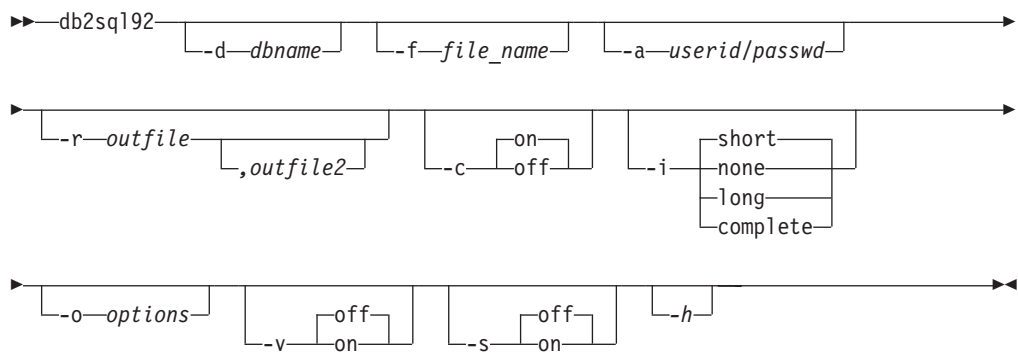 db2sql92
-d dbname
-f file_name
-a userid/passwd
-r outfile
,outfile2
-c
on
off
-i
short
none
long
complete
-o options
-v
off
on
-s
off
on
-h